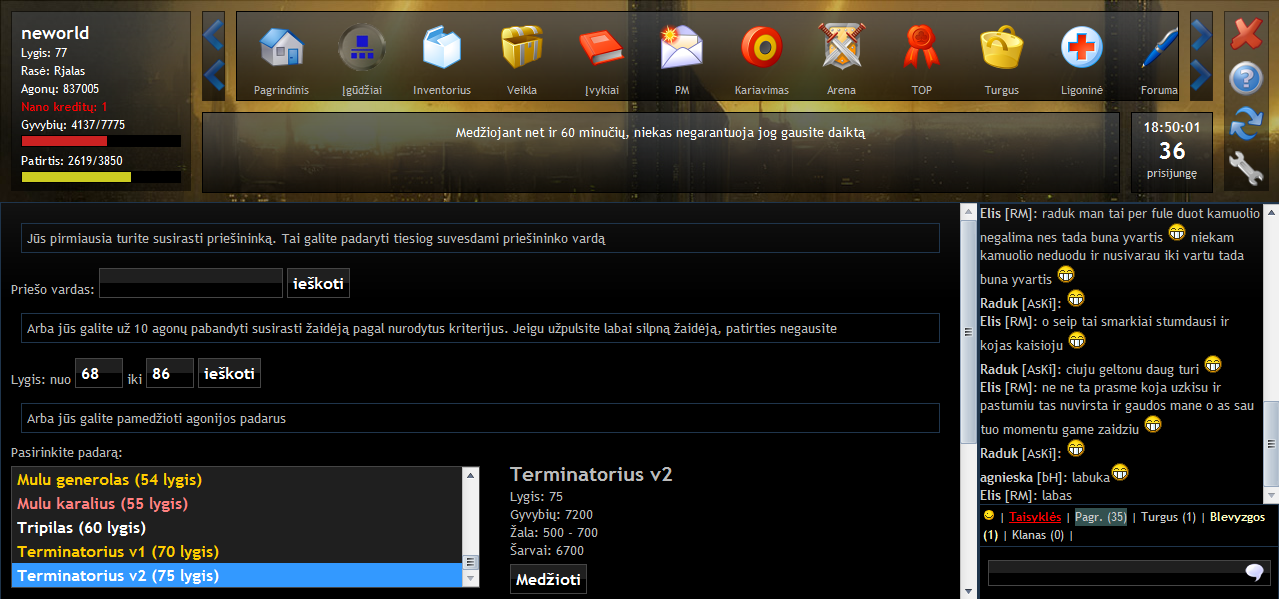 neworld
Lygis: 77
Rasė: Rjalas
Agonų: 837005
Nano kreditų: 1
Gyvybių: 4137/7775
Patirtis: 2619/3850
Pagrindinis
Įgūdžiai
Inventorius
Veikla
Įvykiai
PM
Kariavimas
Arena
TOP
Turgus
Ligoninė
Foruma
Medžiojant net ir 60 minučių, niekas negarantuoja jog gausite daiktą
18:50:01
36
prisijungę
Jūs pirmiausia turite susirasti priešininką. Tai galite padaryti tiesiog suvesdami priešininko vardą
Priešo vardas: ieškoti
Arba jūs galite už 10 agonų pabandyti susirasti žaidėją pagal nurodytus kriterijus. Jeigu užpulsite labai silpną žaidėją, patirties negausite
Lygis: nuo 68 iki 86 ieškoti
Arba jūs galite pamedžioti agonijos padarus
Pasirinkite padarą:
Mulu generolas (54 lygis)
Mulu karalius (55 lygis)
Tripilas (60 lygis)
Terminatorius v1 (70 lygis)
Terminatorius v2 (75 lygis)
Terminatorius v2
Lygis: 75
Gyvybių: 7200
Žala: 500 - 700
Šarvai: 6700
Medžioti
Elis [RM]: raduk man tai per fule duot kamuolio
negalima nes tada buna yvartis niekam
kamuolio neduodu ir nusivarau iki vartu tada
buna yvartis
Raduk [AsKi]:
Elis [RM]: o seip tai smarkiai stumdausi ir
kojas kaisioju
Raduk [AsKi]: ciuju geltonu daug turi
Elis [RM]: ne ne ta prasme koja uzkisu ir
pastumiu tas nuvirsta ir gaudos mane o as sau
tuo momentu game zaidziu
Raduk [AsKi]:
agnieska [bH]: labuka
Elis [RM]: labas
| Taisyklės | Pagr. (35) | Turgus (1) | Blevyzgos
(1) | Klanas (0) |